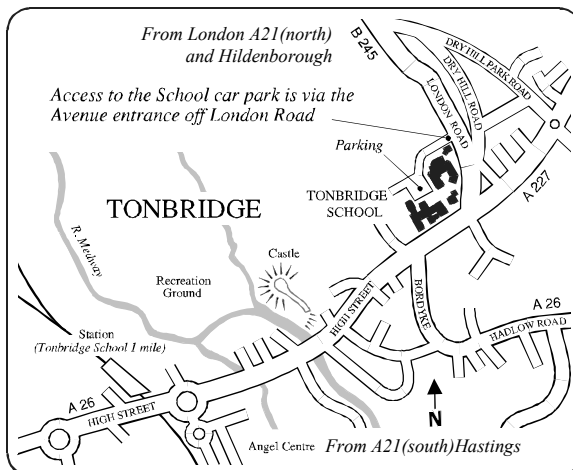 From London A21(north)
and Hildenborough
B 245
DRYHILL PARK ROAD
DRY HILL ROAD
LONDON ROAD
Access to the School car park is via the
Avenue entrance off London Road
Parking
TONBRIDGE
SCHOOL
A 227
TONBRIDGE
R. Medway
Castle
Recreation
Ground
HIGH STREET
BORDYKE
A 26
HADLOW ROAD
Station
(Tonbridge School 1 mile)
A 26
HIGH STREET
N
Angel Centre
From A21(south)Hastings